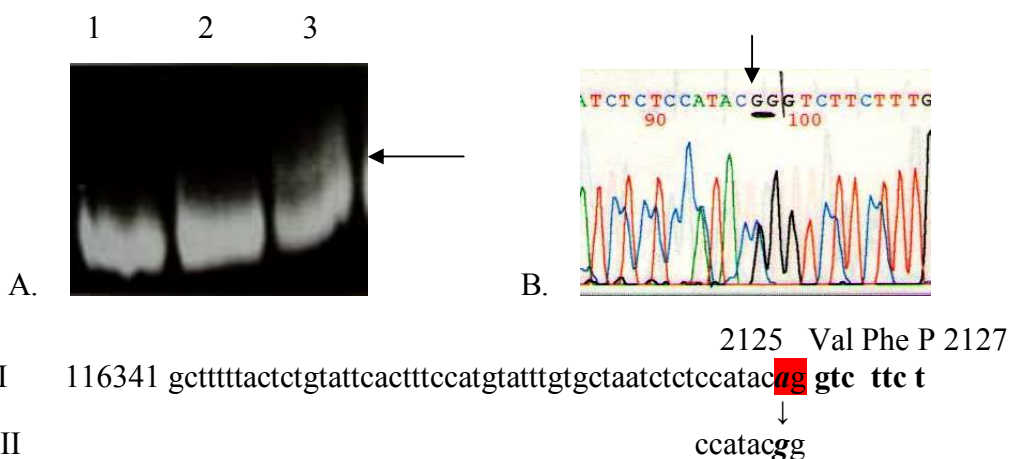 1 2 3
A.
ATCTCTCCATACGGGTCTTCTTTG
90 100
B.
2125 Val Phe P 2127
I 116341 gctttttactctgtattcactttccatgtatttgtgctaatctctccatacag gtc ttc t
↓
II ccatacgg